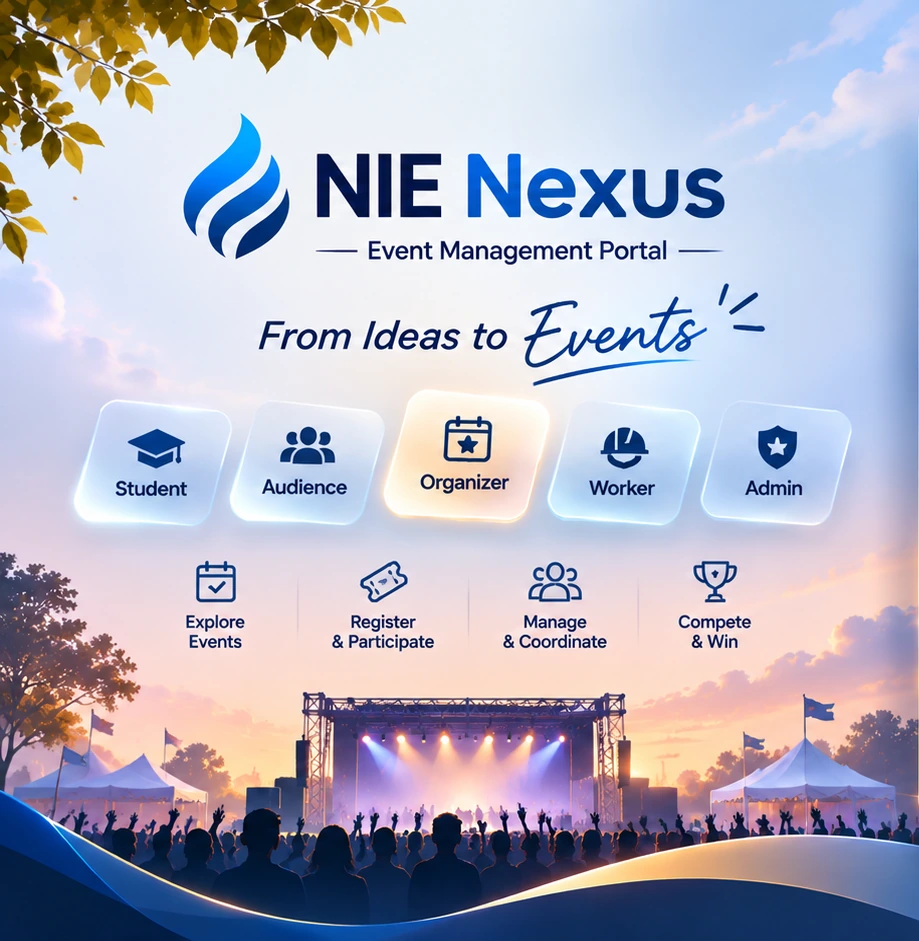 NIE Nexus
Event Management Portal
From Ideas to Events
Student
Audience
Organizer
Worker
Admin
Explore
Events
Register
& Participate
Manage
& Coordinate
Compete
& Win